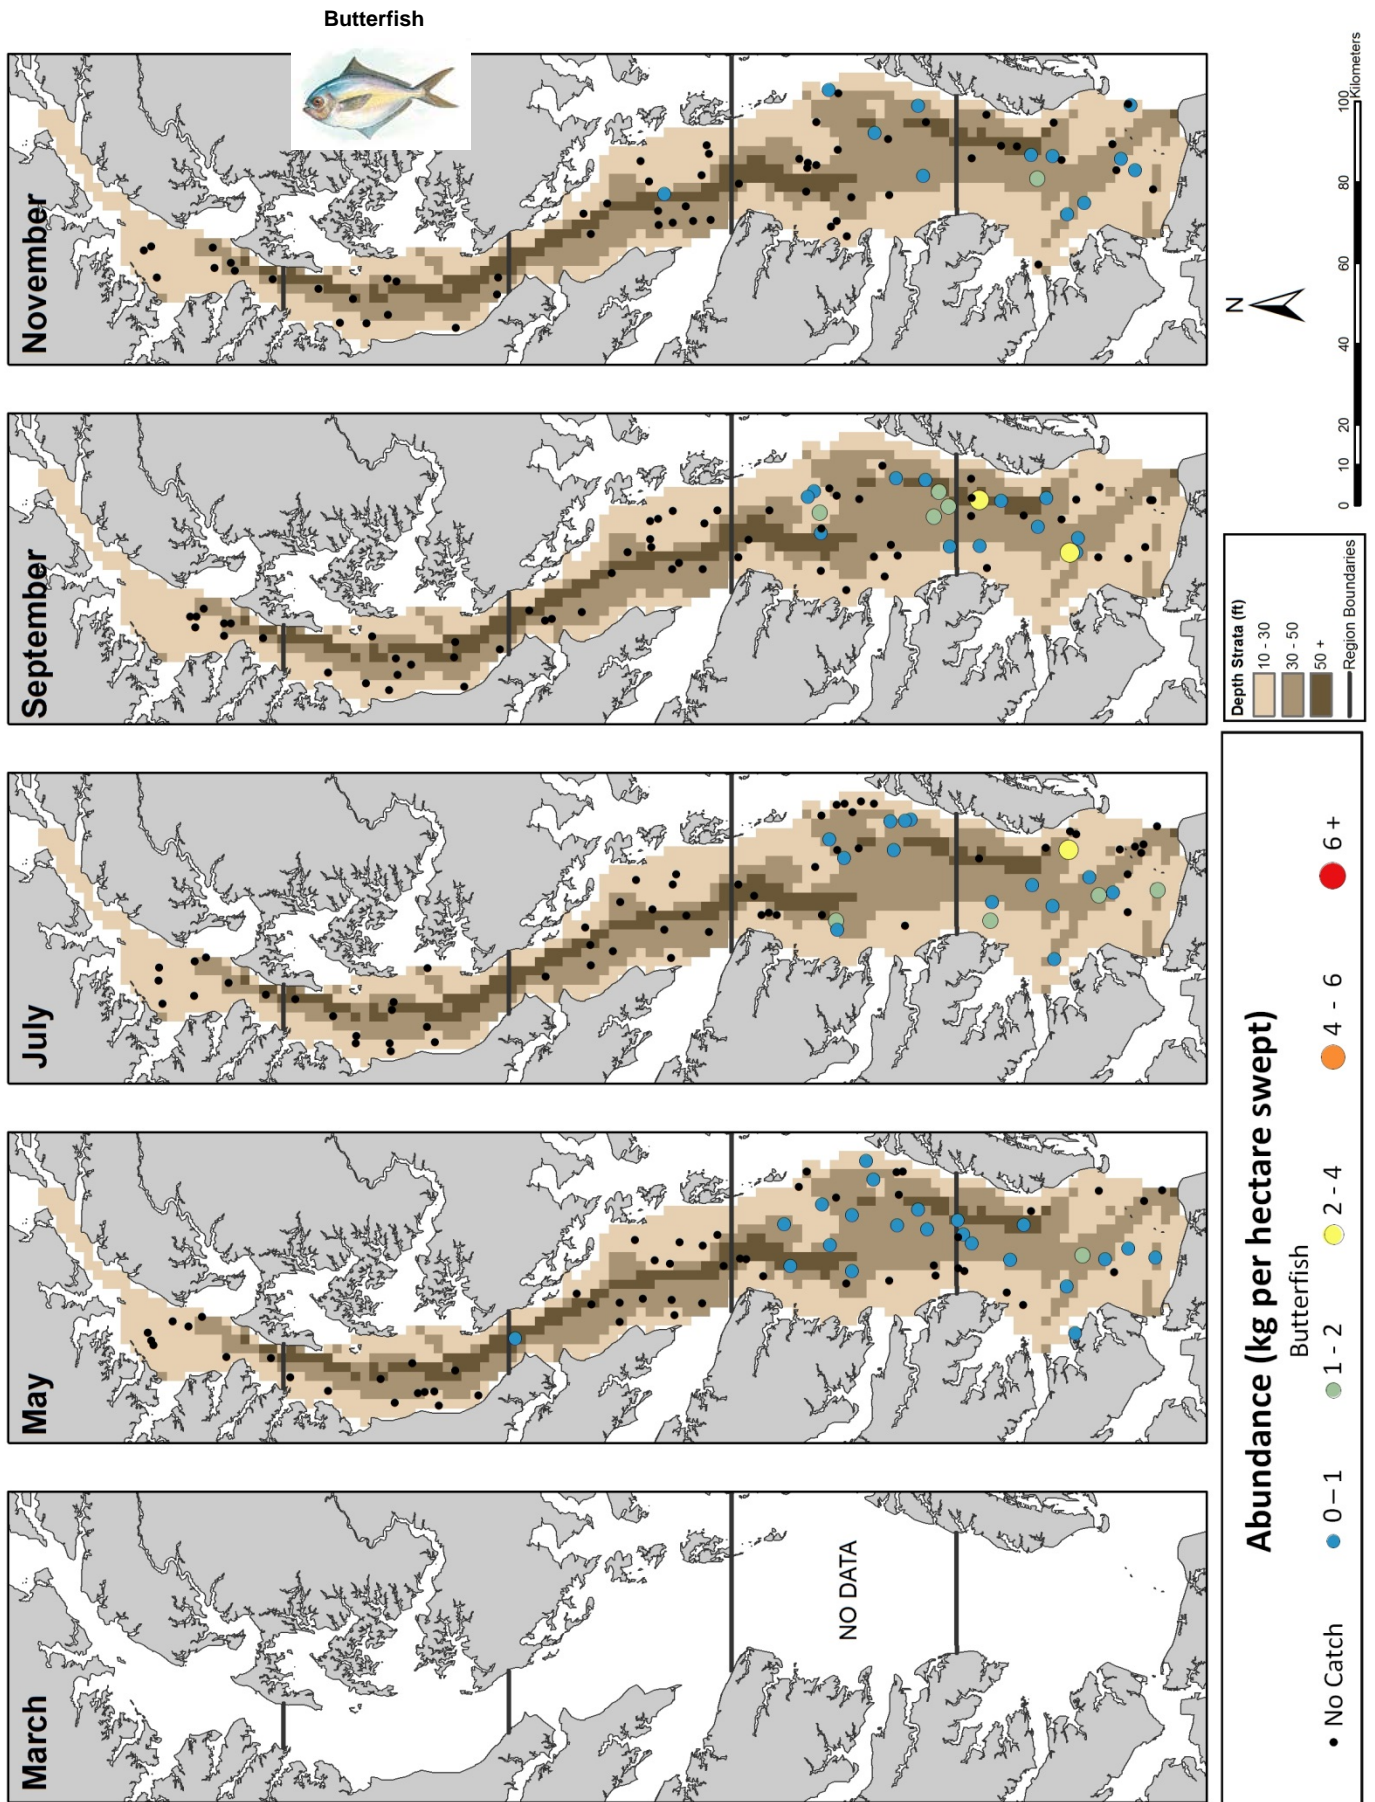 Butterfish
March
May
July
September
November
NO DATA
Abundance (kg per hectare swept)
Butterfish
No Catch
0 – 1
1 - 2
2 - 4
4 - 6
6 +
Depth Strata (ft)
10 - 30
30 - 50
50 +
Region Boundaries
N
0 10 20 40 60 80 100
Kilometers